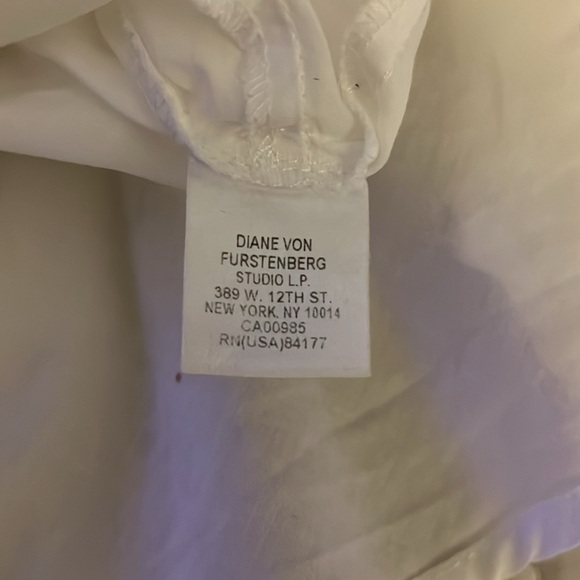 DIANE VON
FURSTENBERG
STUDIO L.P.
389 W. 12TH ST.
NEW YORK, NY 10014
CA00985
RN(USA)84177